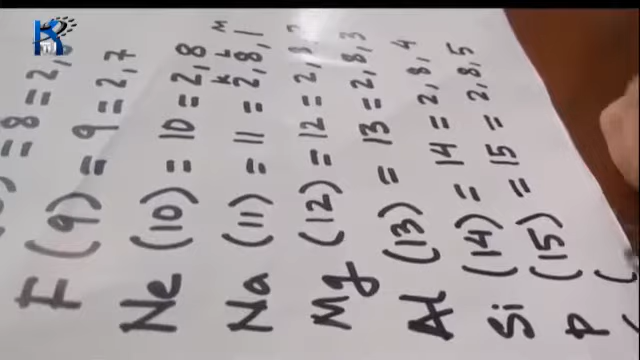 = 8 = 2,
F (9) = 9 = 2,7
Ne (10) = 10 = 2,8
K L M
Na (11) = 11 = 2,8,1
Mg (12) = 12 = 2,8,2
Al (13) = 13 = 2,8,3
Si (14) = 14 = 2,8,4
P (15) = 15 = 2,8,5
(
K